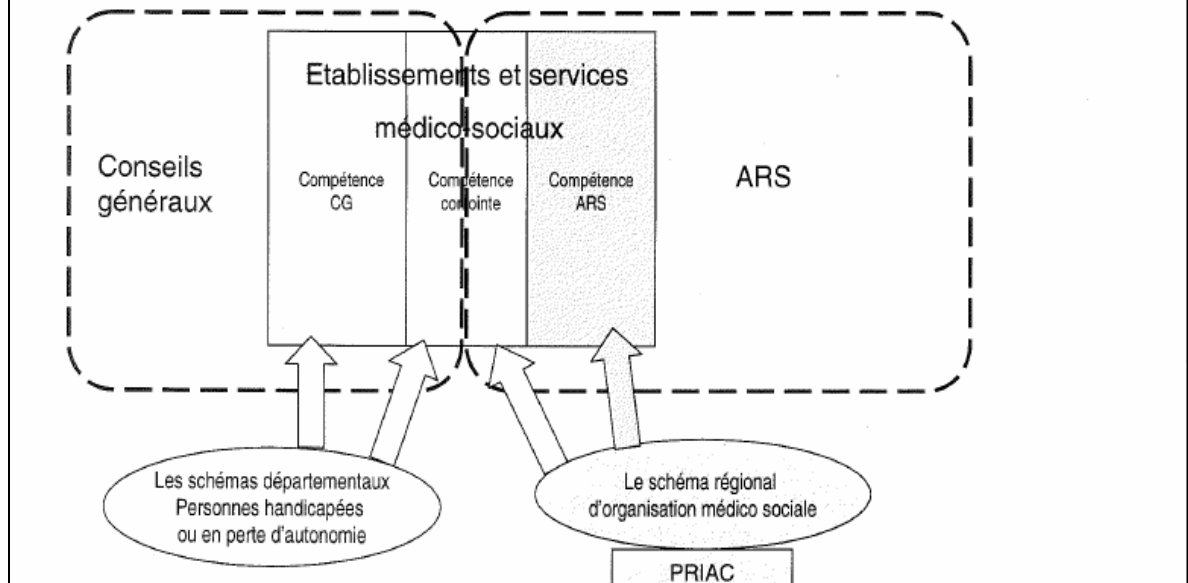 Etablissements et services
médico-sociaux
Conseils
généraux
Compétence
CG
Compétence
conjointe
Compétence
ARS
ARS
Les schémas départementaux
Personnes handicapées
ou en perte d'autonomie
Le schéma régional
d'organisation médico sociale
PRIAC